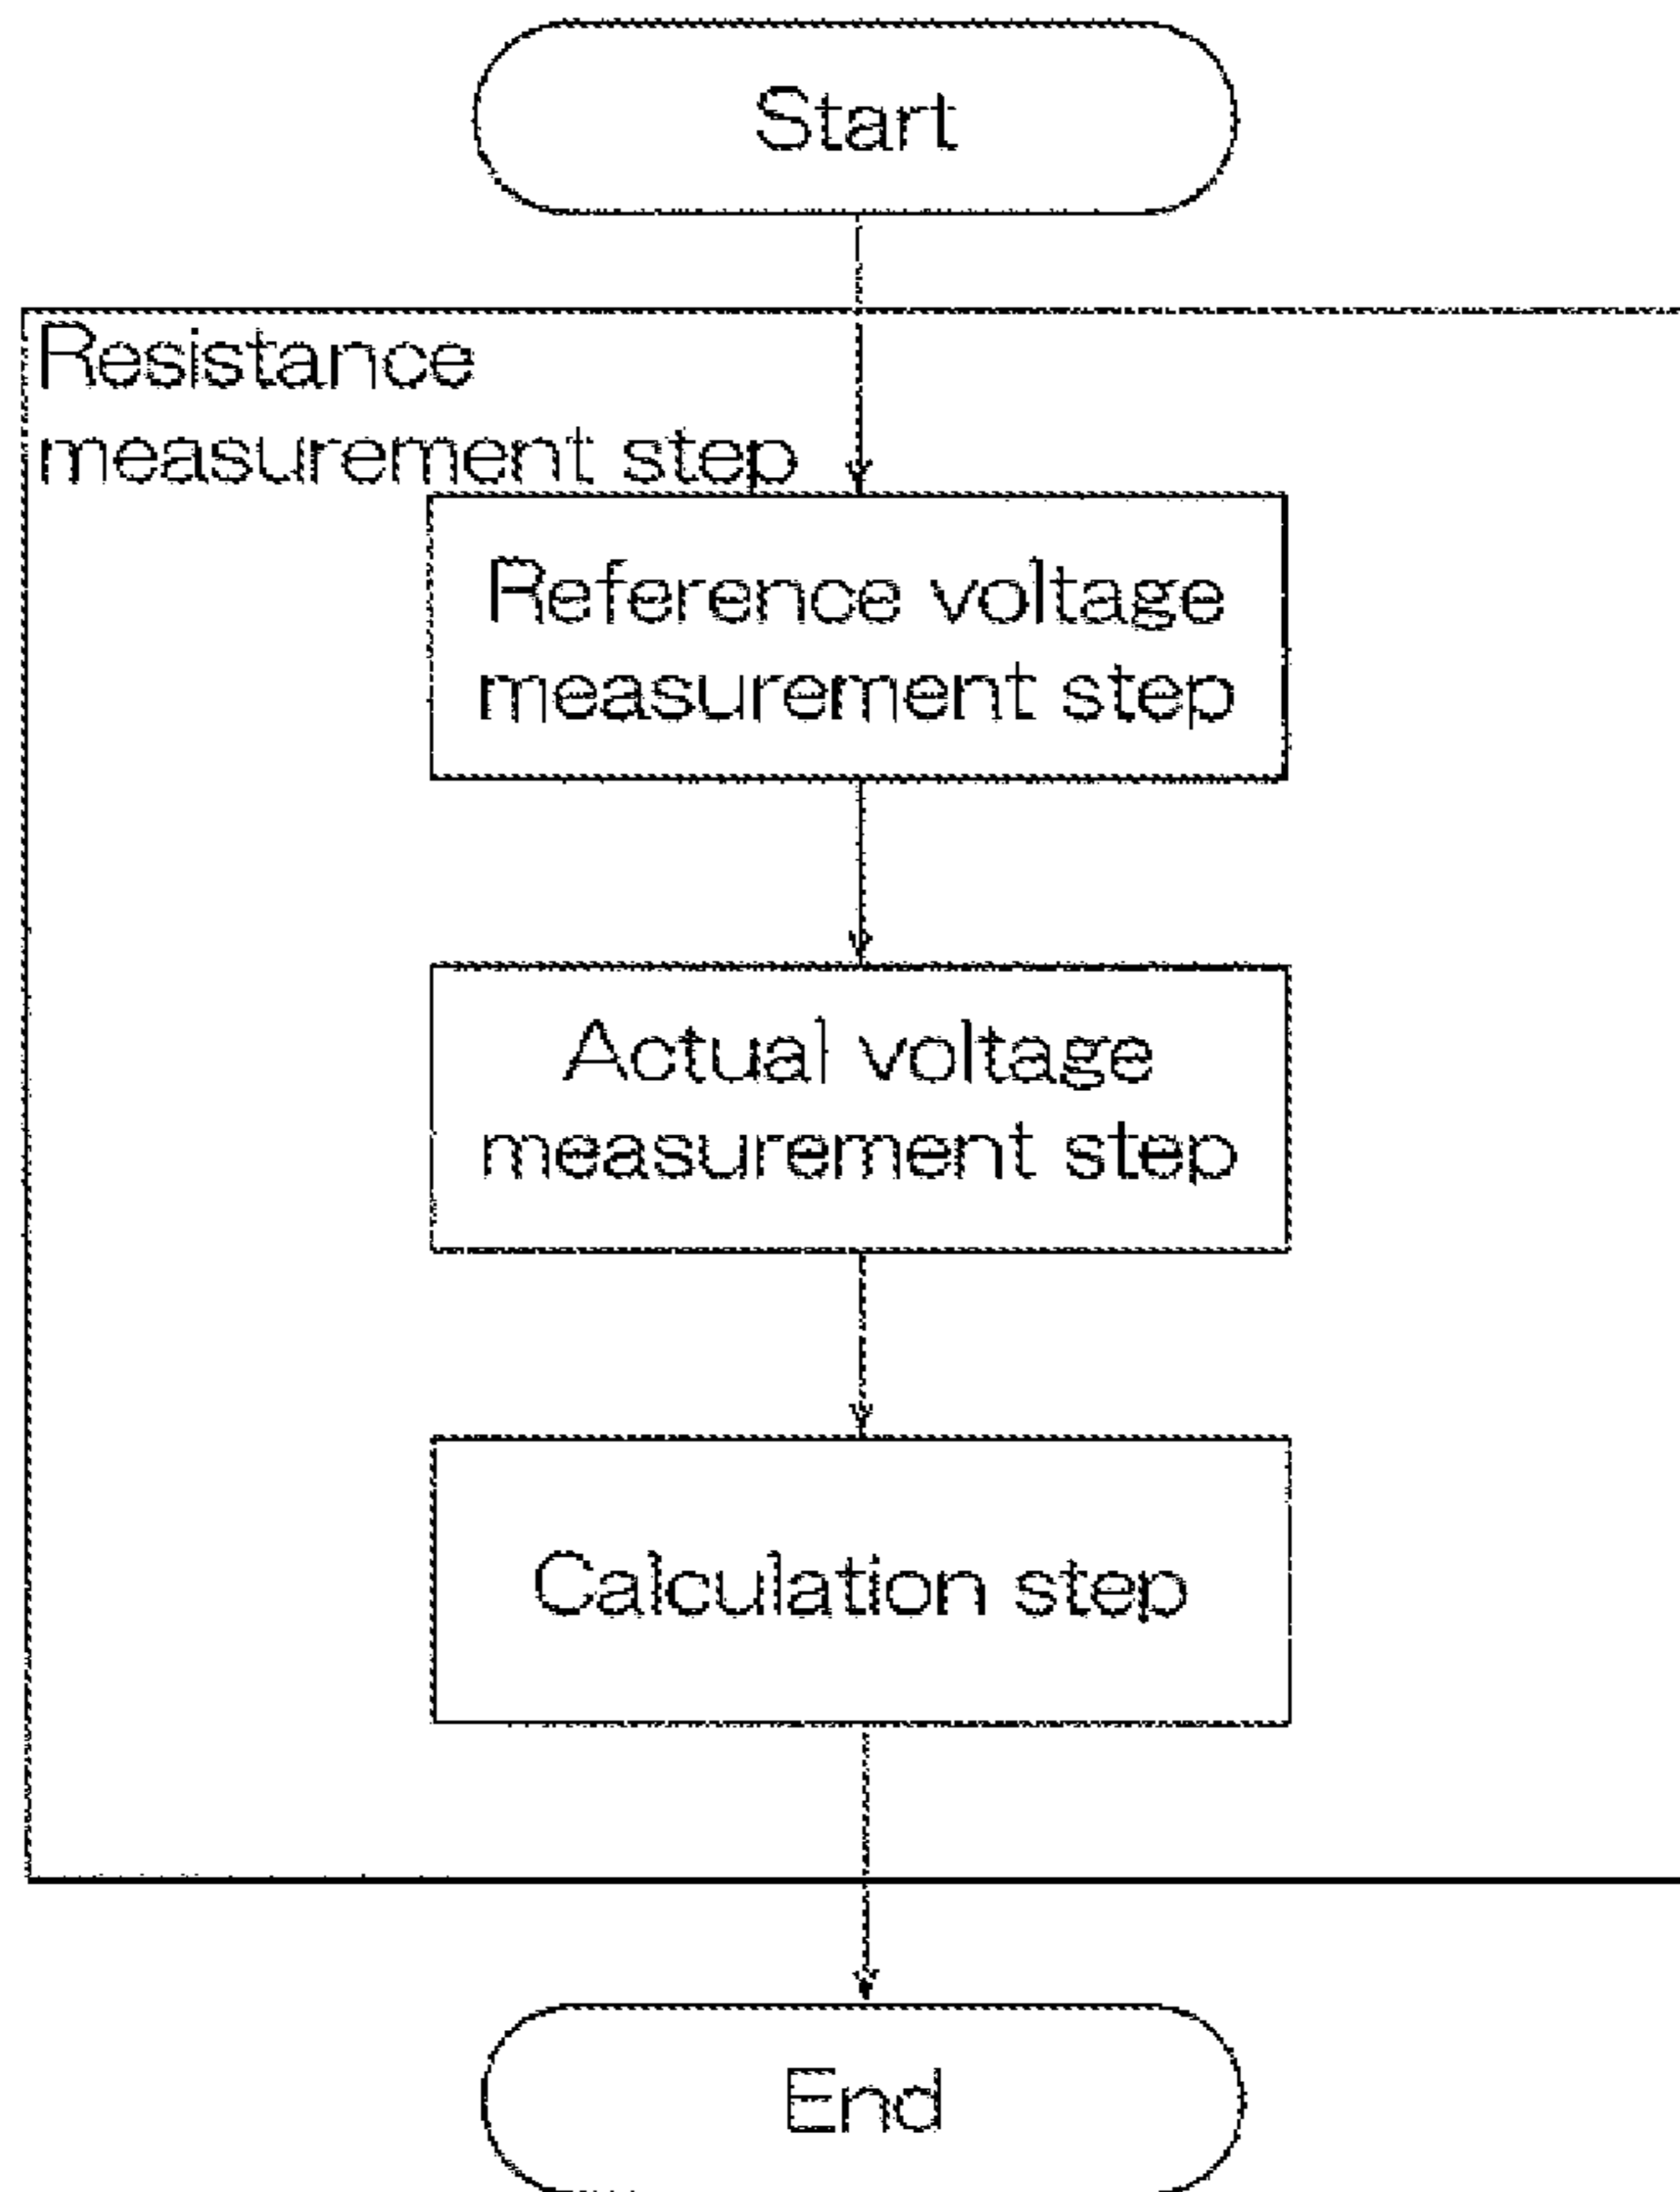 Start
Resistance
measurement step
Reference voltage
measurement step
Actual voltage
measurement step
Calculation step
End